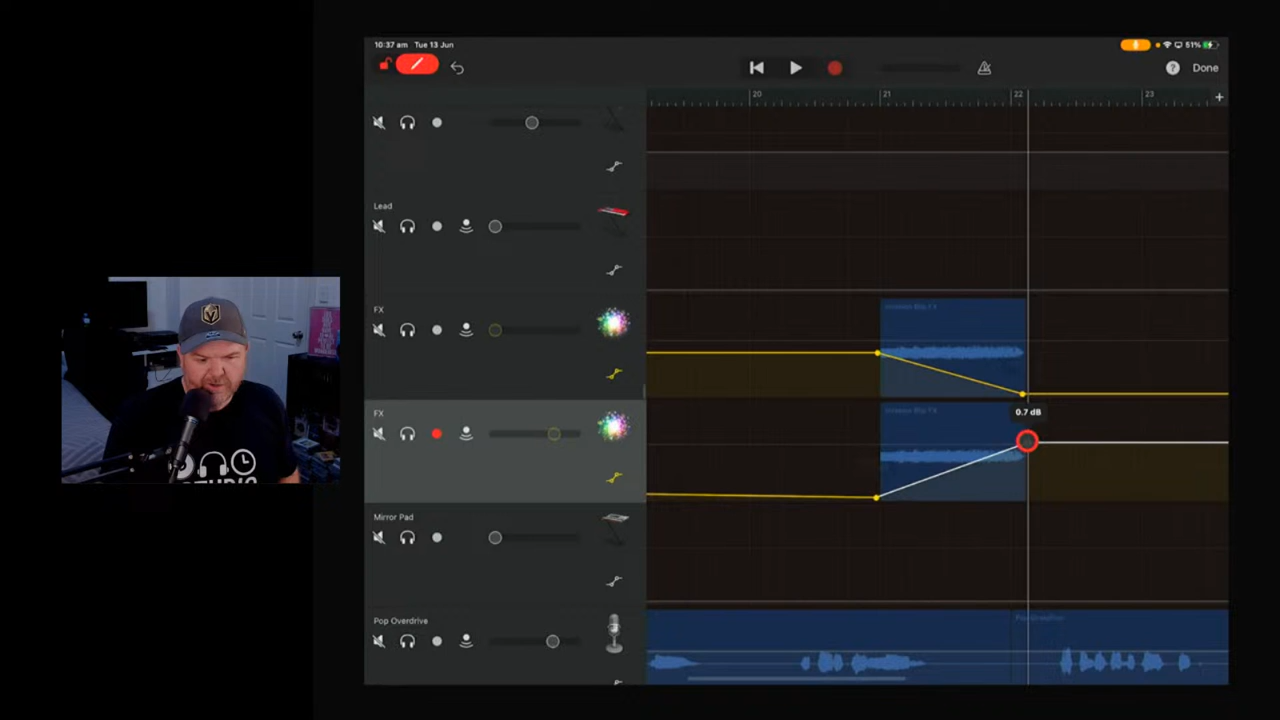 10:37 am Tue 13 Jun
51%
Done
20 21 22 23
Lead
FX
FX
0.7 dB
Mirror Pad
Pop Overdrive